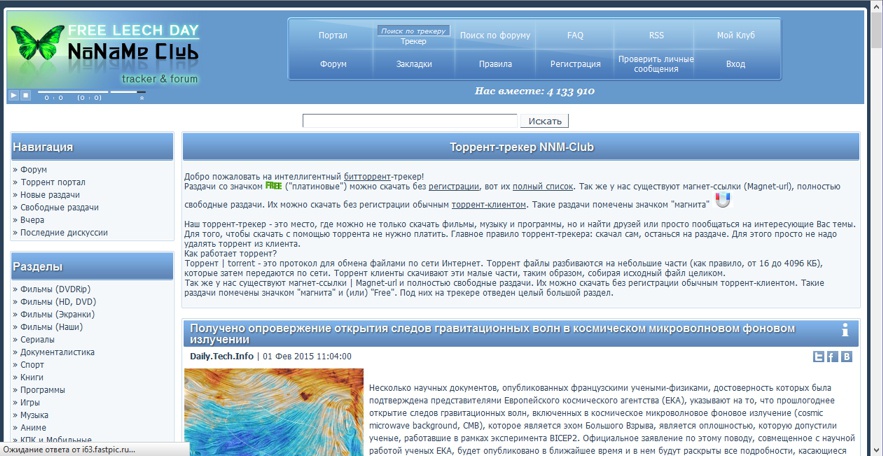 FREE LEECH DAY
NoNaMe Club
tracker & forum
0 - 0 (0 : 0)
Портал
Поиск по трекеру
Трекер
Поиск по форуму
FAQ
RSS
Мой Клуб
Форум
Закладки
Правила
Регистрация
Проверить личные
сообщения
Вход
Нас вместе: 4 133 910
Искать
Навигация
» Форум
» Торрент портал
» Новые раздачи
» Свободные раздачи
» Вчера
» Последние дискуссии
Разделы
» Фильмы (DVDRip)
» Фильмы (HD, DVD)
» Фильмы (Экранки)
» Фильмы (Наши)
» Сериалы
» Документалистика
» Спорт
» Книги
» Программы
» Игры
» Музыка
» Аниме
» КПК и Мобильные
Торрент-трекер NNM-Club
Добро пожаловать на интеллигентный битторрент-трекер!
Раздачи со значком FREE ("платиновые") можно скачать без регистрации, вот их полный список. Так же у нас существуют магнет-ссылки (Magnet-url), полностью
свободные раздачи. Их можно скачать без регистрации обычным торрент-клиентом. Такие раздачи помечены значком "магнита"
Наш торрент-трекер - это место, где можно не только скачать фильмы, музыку и программы, но и найти друзей или просто пообщаться на интересующие Вас темы.
Для того, чтобы скачать с помощью торрента не нужно платить. Главное правило торрент-трекера: скачал сам, останься на раздаче. Для этого просто не надо
удалять торрент из клиента.
Как работает торрент?
Торрент | torrent - это протокол для обмена файлами по сети Интернет. Торрент файлы разбиваются на небольшие части (как правило, от 16 до 4096 КБ),
которые затем передаются по сети. Торрент клиенты скачивают эти малые части, таким образом, собирая исходный файл целиком.
Так же у нас существуют магнет-ссылки | Magnet-url и полностью свободные раздачи. Их можно скачать без регистрации обычным торрент-клиентом. Такие
раздачи помечены значком "магнита" и (или) "Free". Под них на трекере отведен целый большой раздел.
Получено опровержение открытия следов гравитационных волн в космическом микроволновом фоновом
излучении
Daily.Tech.Info | 01 Фев 2015 11:04:00
Несколько научных документов, опубликованных французскими учеными-физиками, достоверность которых была
подтверждена представителями Европейского космического агентства (ЕКА), указывают на то, что прошлогоднее
открытие следов гравитационных волн, включенных в космическое микроволновое фоновое излучение (cosmic
microwave background, CMB), которое является эхом Большого Взрыва, является оплошностью, которую допустили
ученые, работавшие в рамках эксперимента BICEP2. Официальное заявление по этому поводу, совмещенное с научной
работой ученых ЕКА, будет опубликовано в ближайшее время и в нем будут раскрыты все подробности, касающиеся
Ожидание ответа от i63.fastpic.ru...